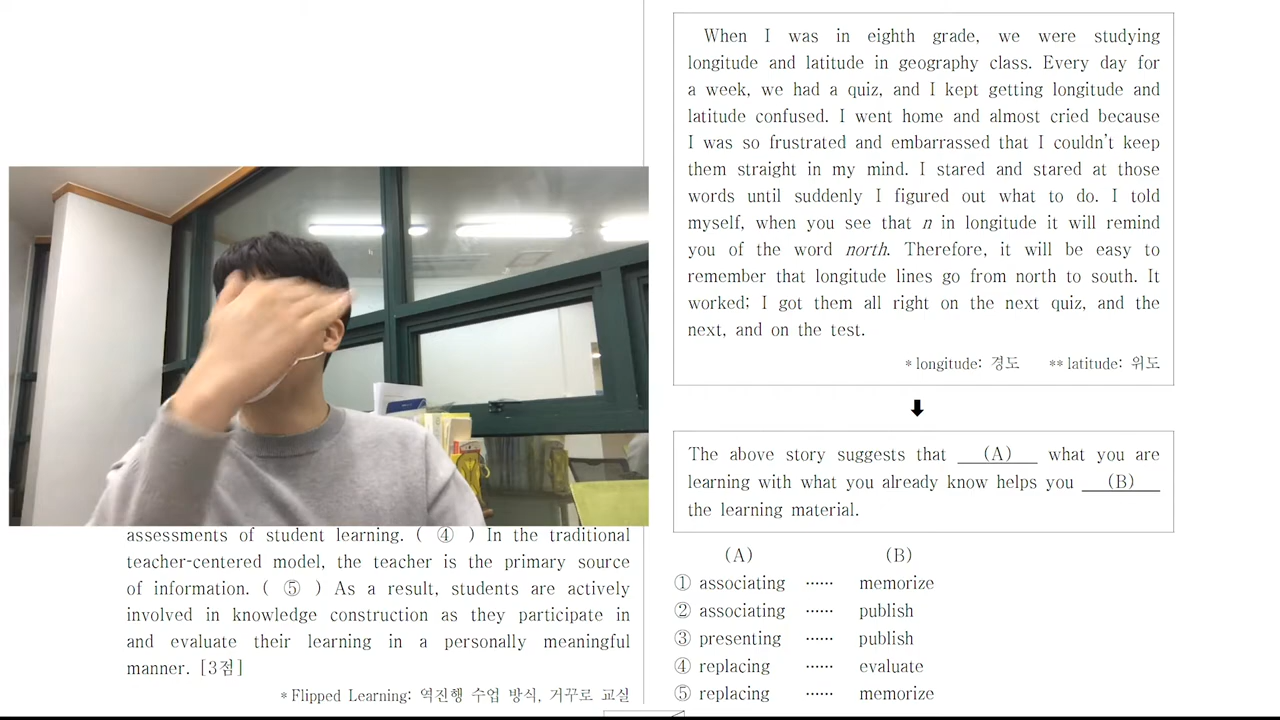 assessments of student learning. ( ④ ) In the traditional
teacher-centered model, the teacher is the primary source
of information. ( ⑤ ) As a result, students are actively
involved in knowledge construction as they participate in
and evaluate their learning in a personally meaningful
manner. [3점]
* Flipped Learning: 역진행 수업 방식, 거꾸로 교실
When I was in eighth grade, we were studying
longitude and latitude in geography class. Every day for
a week, we had a quiz, and I kept getting longitude and
latitude confused. I went home and almost cried because
I was so frustrated and embarrassed that I couldn't keep
them straight in my mind. I stared and stared at those
words until suddenly I figured out what to do. I told
myself, when you see that n in longitude it will remind
you of the word north. Therefore, it will be easy to
remember that longitude lines go from north to south. It
worked; I got them all right on the next quiz, and the
next, and on the test.
* longitude: 경도 ** latitude: 위도
The above story suggests that (A) what you are
learning with what you already know helps you (B)
the learning material.
(A) (B)
① associating ······ memorize
② associating ······ publish
③ presenting ······ publish
④ replacing ······ evaluate
⑤ replacing ······ memorize